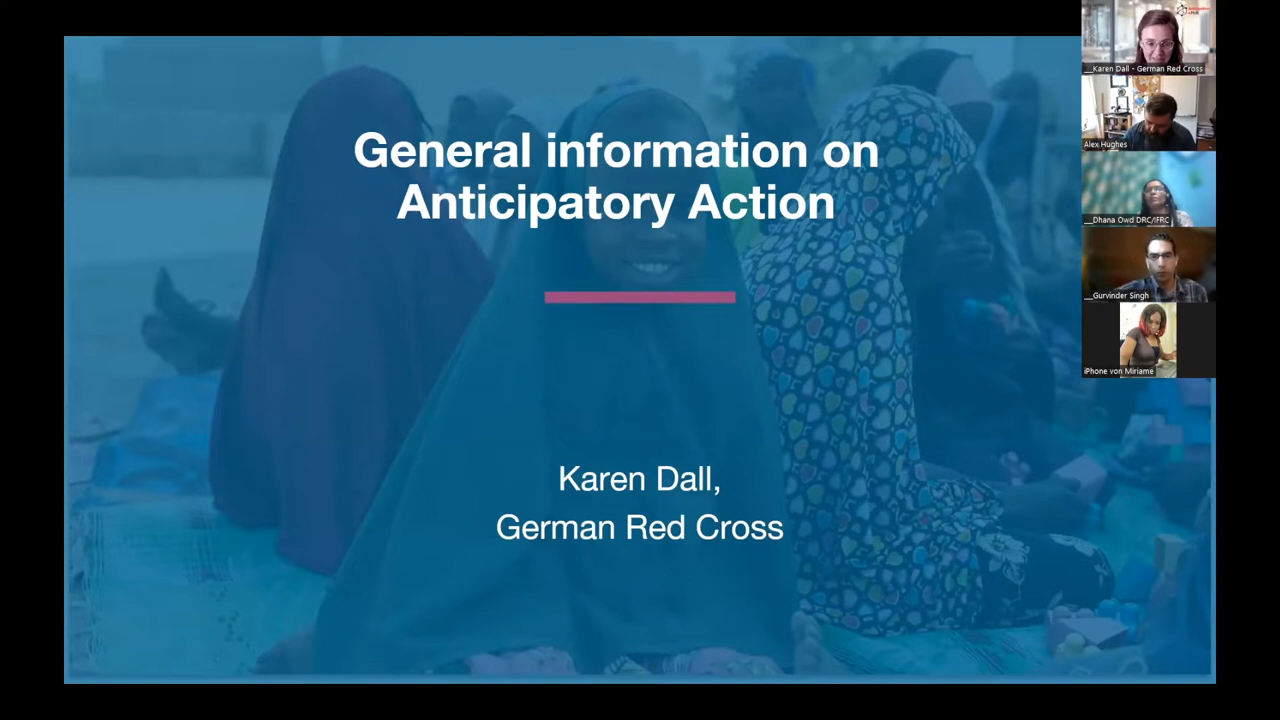 General information on
Anticipatory Action
Karen Dall,
German Red Cross
__Karen Dall - German Red Cross
Alex Hughes
__Dhana Owd DRC/IFRC
__Gurvinder Singh
iPhone von Miriame